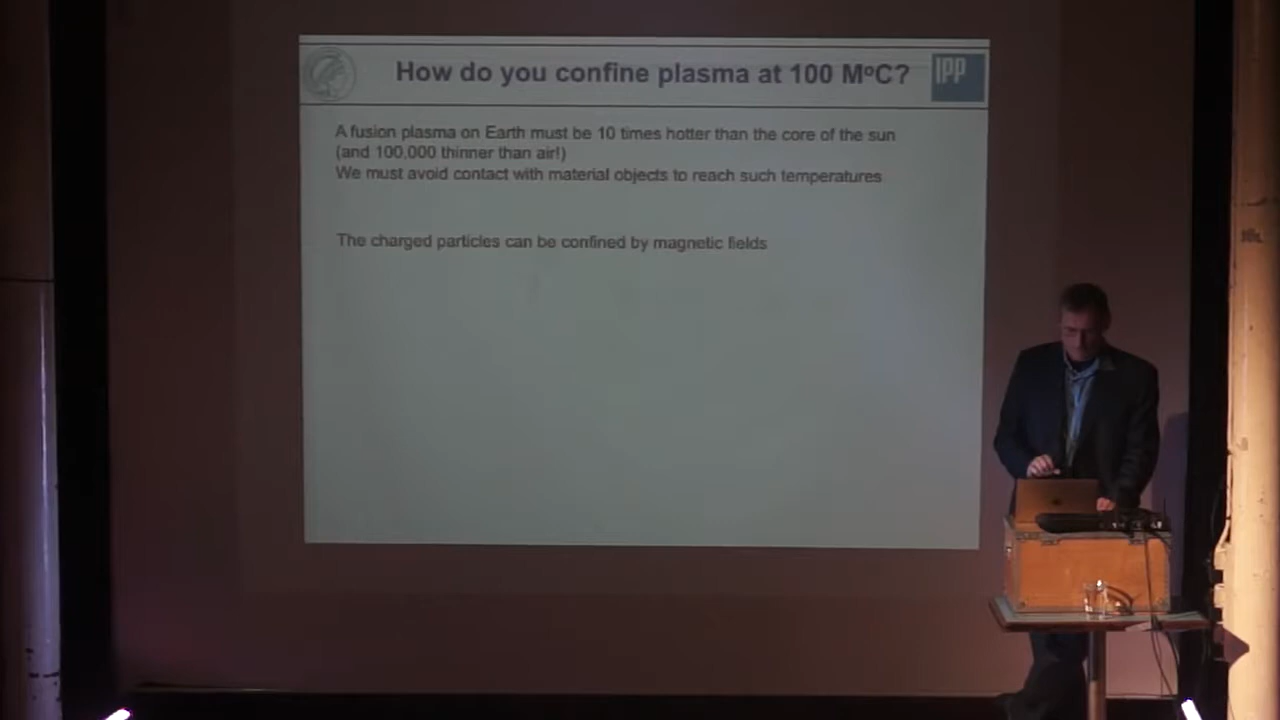 How do you confine plasma at 100 MºC?
IPP
A fusion plasma on Earth must be 10 times hotter than the core of the sun
(and 100,000 thinner than air!)
We must avoid contact with material objects to reach such temperatures
The charged particles can be confined by magnetic fields